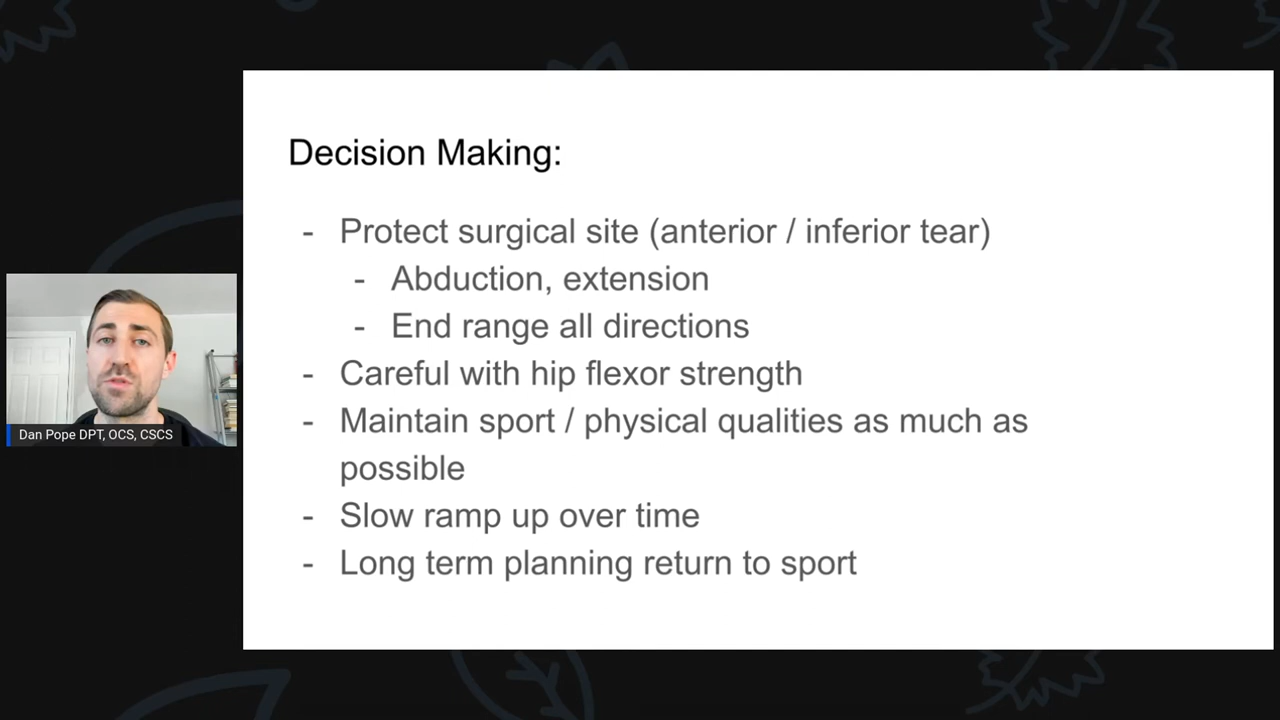 Decision Making:
- Protect surgical site (anterior / inferior tear)
- Abduction, extension
- End range all directions
- Careful with hip flexor strength
- Maintain sport / physical qualities as much as
possible
- Slow ramp up over time
- Long term planning return to sport
Dan Pope DPT, OCS, CSCS